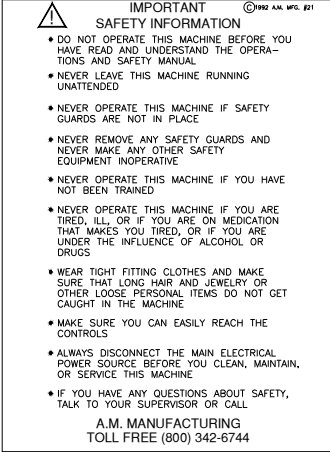 IMPORTANT
©1992 A.M. MFG. #21
SAFETY INFORMATION
* DO NOT OPERATE THIS MACHINE BEFORE YOU
HAVE READ AND UNDERSTAND THE OPERA-
TIONS AND SAFETY MANUAL
* NEVER LEAVE THIS MACHINE RUNNING
UNATTENDED
* NEVER OPERATE THIS MACHINE IF SAFETY
GUARDS ARE NOT IN PLACE
* NEVER REMOVE ANY SAFETY GUARDS AND
NEVER MAKE ANY OTHER SAFETY
EQUIPMENT INOPERATIVE
* NEVER OPERATE THIS MACHINE IF YOU HAVE
NOT BEEN TRAINED
* NEVER OPERATE THIS MACHINE IF YOU ARE
TIRED, ILL, OR IF YOU ARE ON MEDICATION
THAT MAKES YOU TIRED, OR IF YOU ARE
UNDER THE INFLUENCE OF ALCOHOL OR
DRUGS
* WEAR TIGHT FITTING CLOTHES AND MAKE
SURE THAT LONG HAIR AND JEWELRY OR
OTHER LOOSE PERSONAL ITEMS DO NOT GET
CAUGHT IN THE MACHINE
* MAKE SURE YOU CAN EASILY REACH THE
CONTROLS
* ALWAYS DISCONNECT THE MAIN ELECTRICAL
POWER SOURCE BEFORE YOU CLEAN, MAINTAIN,
OR SERVICE THIS MACHINE
* IF YOU HAVE ANY QUESTIONS ABOUT SAFETY,
TALK TO YOUR SUPERVISOR OR CALL
A.M. MANUFACTURING
TOLL FREE (800) 342-6744